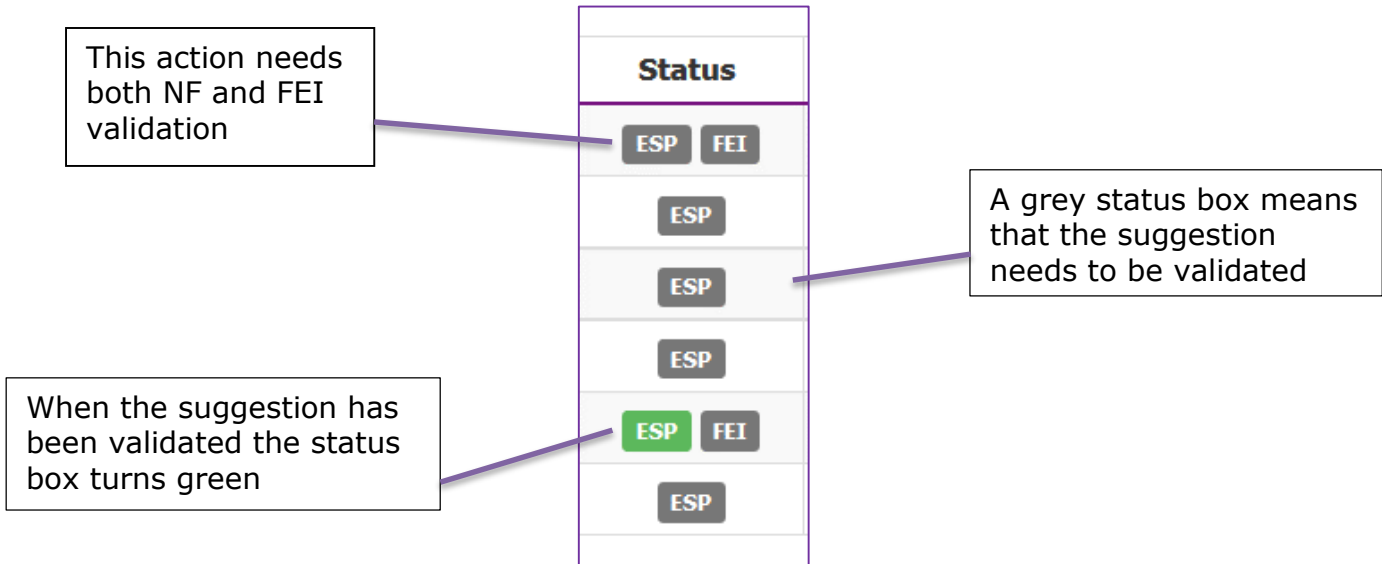 This action needs
both NF and FEI
validation
Status
ESP FEI
ESP
ESP
ESP
ESP FEI
ESP
A grey status box means
that the suggestion
needs to be validated
When the suggestion has
been validated the status
box turns green